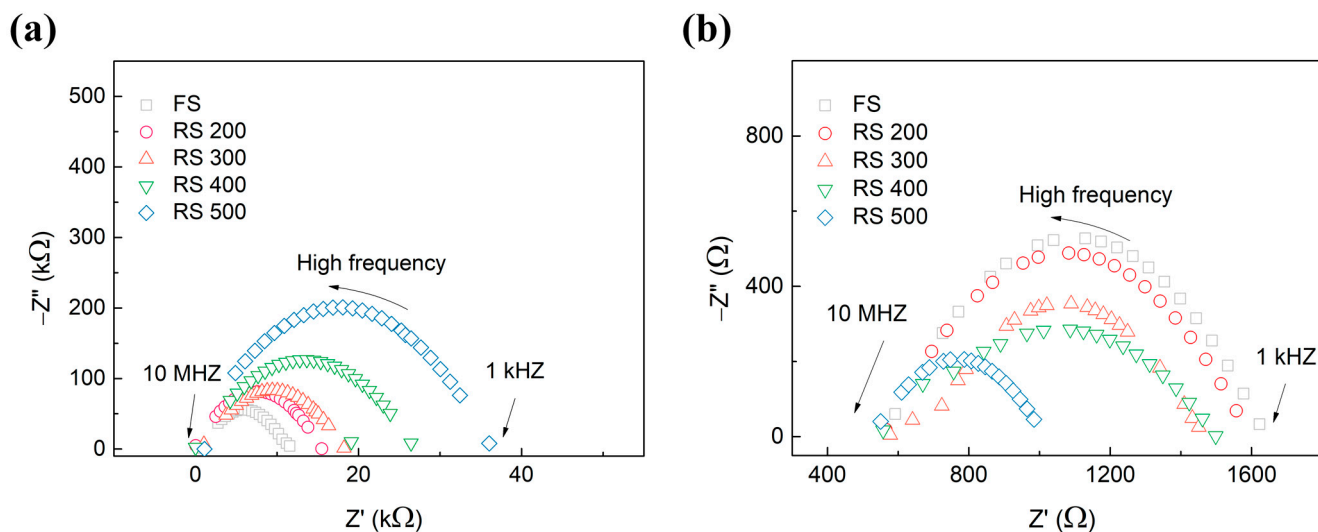 (a)
500
400
300
200
100
0
−Z'' (kΩ)
FS
RS 200
RS 300
RS 400
RS 500
High frequency
10 MHZ
1 kHZ
0
20
40
Z' (kΩ)
(b)
800
400
0
−Z'' (Ω)
FS
RS 200
RS 300
RS 400
RS 500
High frequency
10 MHZ
1 kHZ
400
800
1200
1600
Z' (Ω)